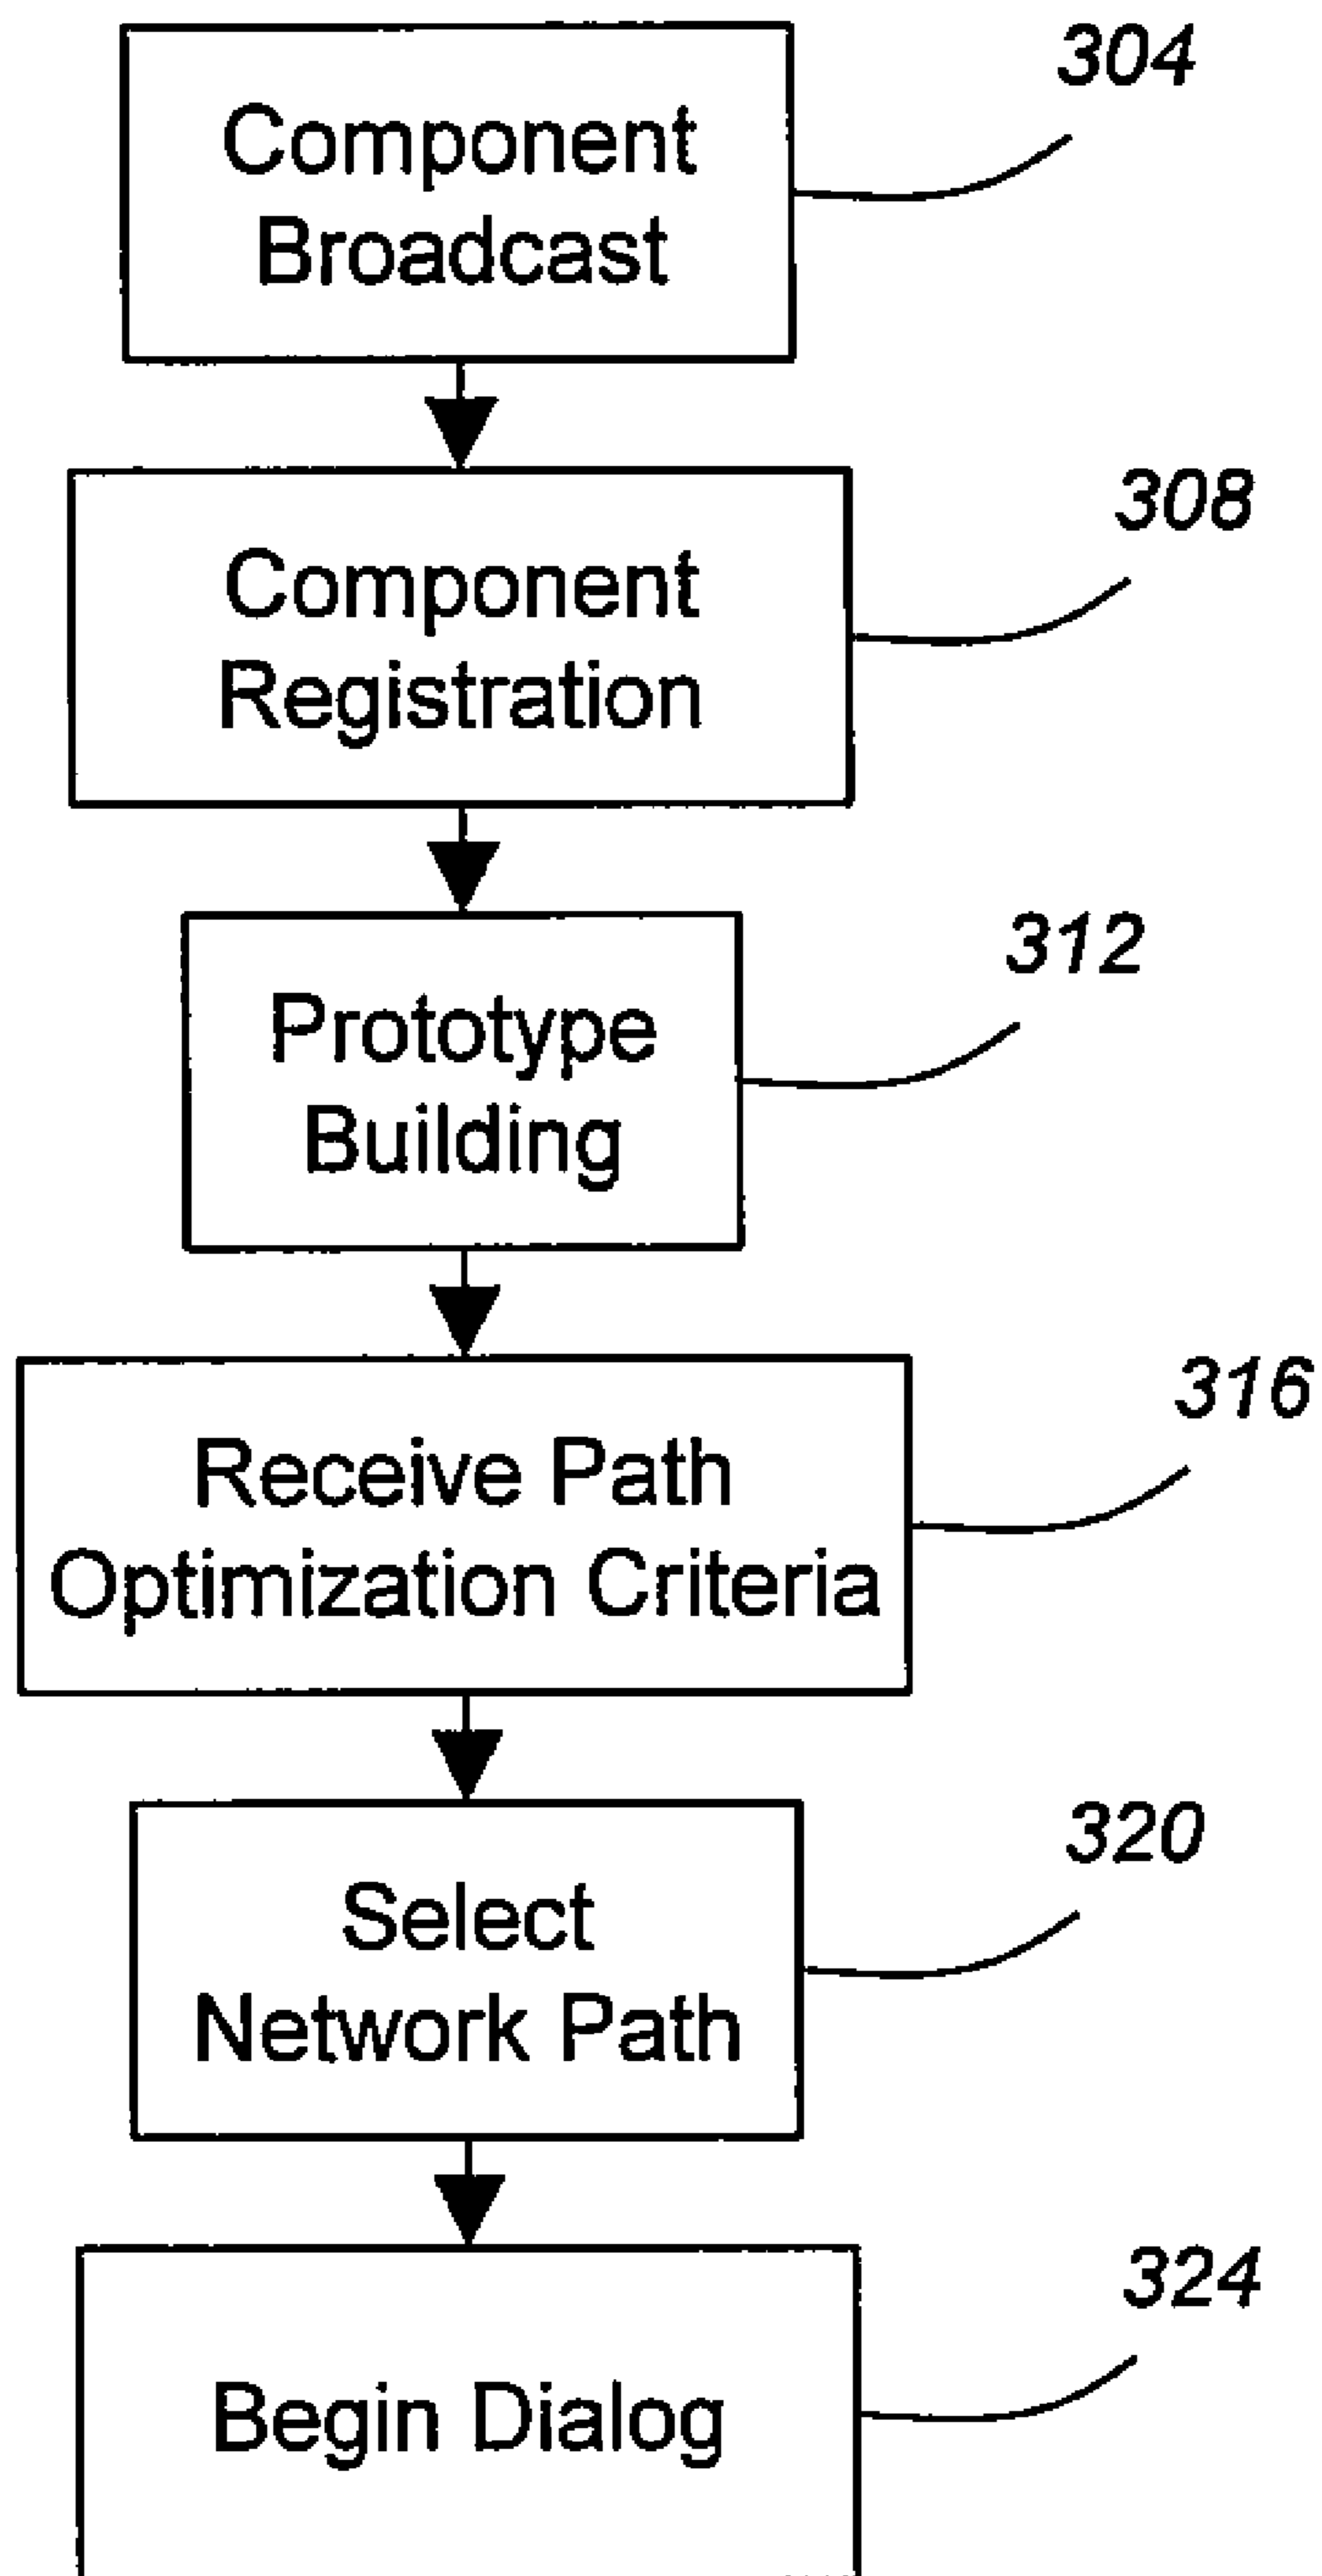 304
Component
Broadcast
308
Component
Registration
312
Prototype
Building
316
Receive Path
Optimization Criteria
320
Select
Network Path
324
Begin Dialog